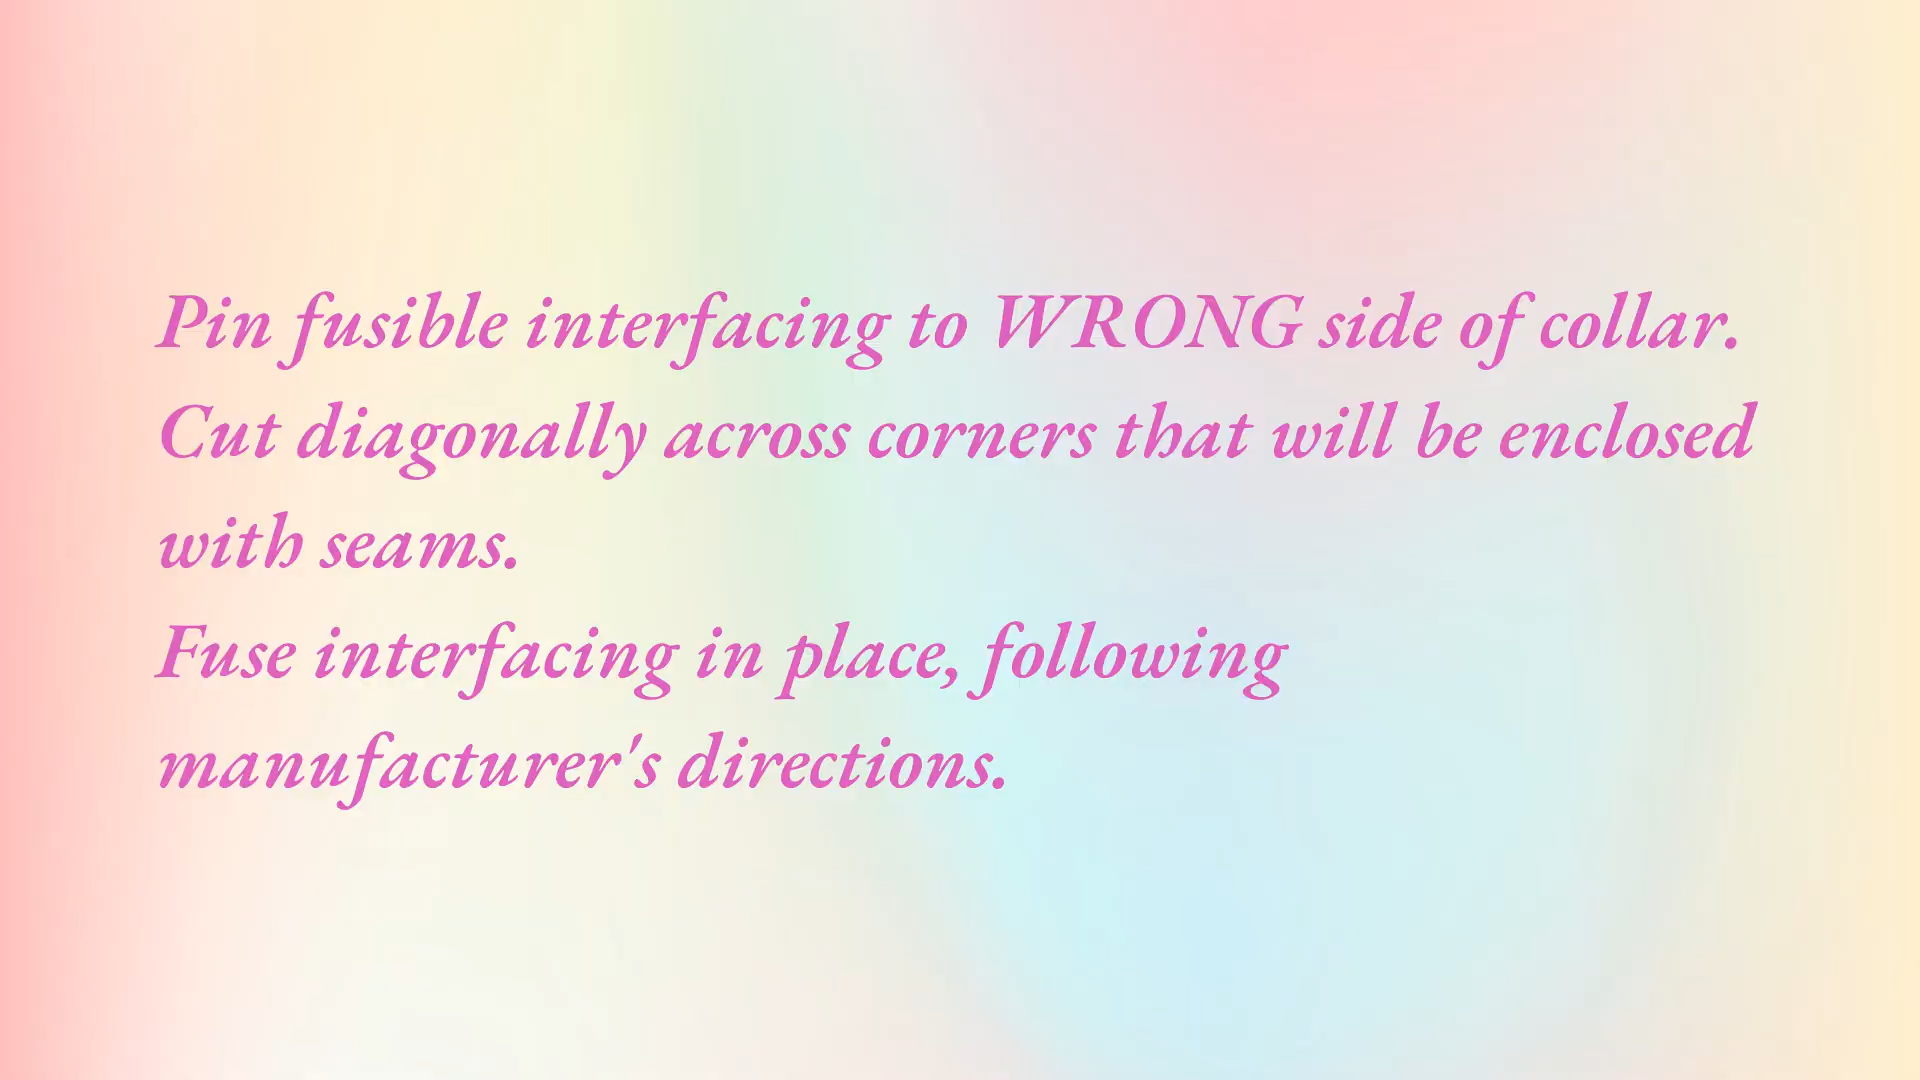 Pin fusible interfacing to WRONG side of collar.
Cut diagonally across corners that will be enclosed
with seams.
Fuse interfacing in place, following
manufacturer's directions.